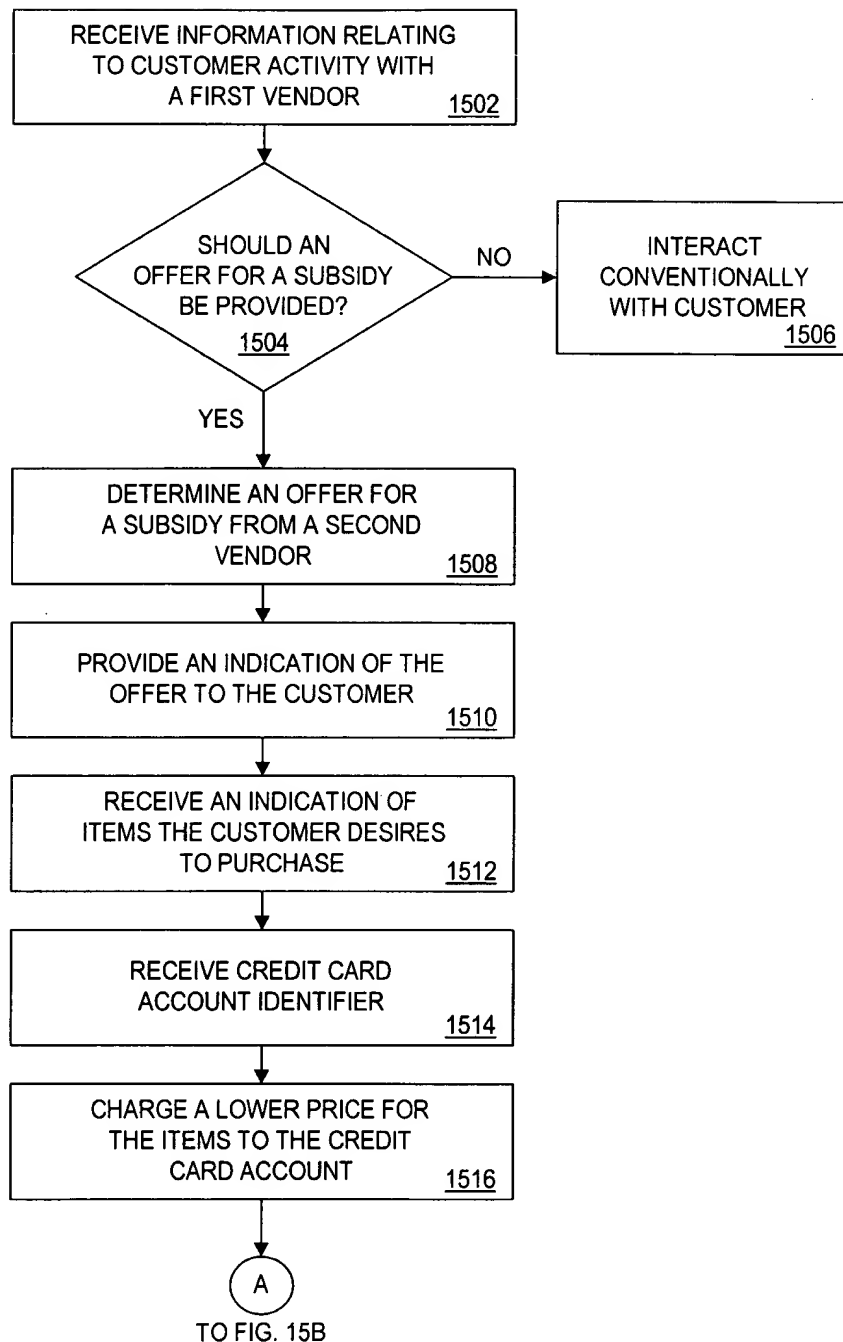 RECEIVE INFORMATION RELATING
TO CUSTOMER ACTIVITY WITH
A FIRST VENDOR
1502
SHOULD AN
OFFER FOR A SUBSIDY
BE PROVIDED?
1504
NO
INTERACT
CONVENTIONALLY
WITH CUSTOMER
1506
YES
DETERMINE AN OFFER FOR
A SUBSIDY FROM A SECOND
VENDOR
1508
PROVIDE AN INDICATION OF THE
OFFER TO THE CUSTOMER
1510
RECEIVE AN INDICATION OF
ITEMS THE CUSTOMER DESIRES
TO PURCHASE
1512
RECEIVE CREDIT CARD
ACCOUNT IDENTIFIER
1514
CHARGE A LOWER PRICE FOR
THE ITEMS TO THE CREDIT
CARD ACCOUNT
1516
A
TO FIG. 15B